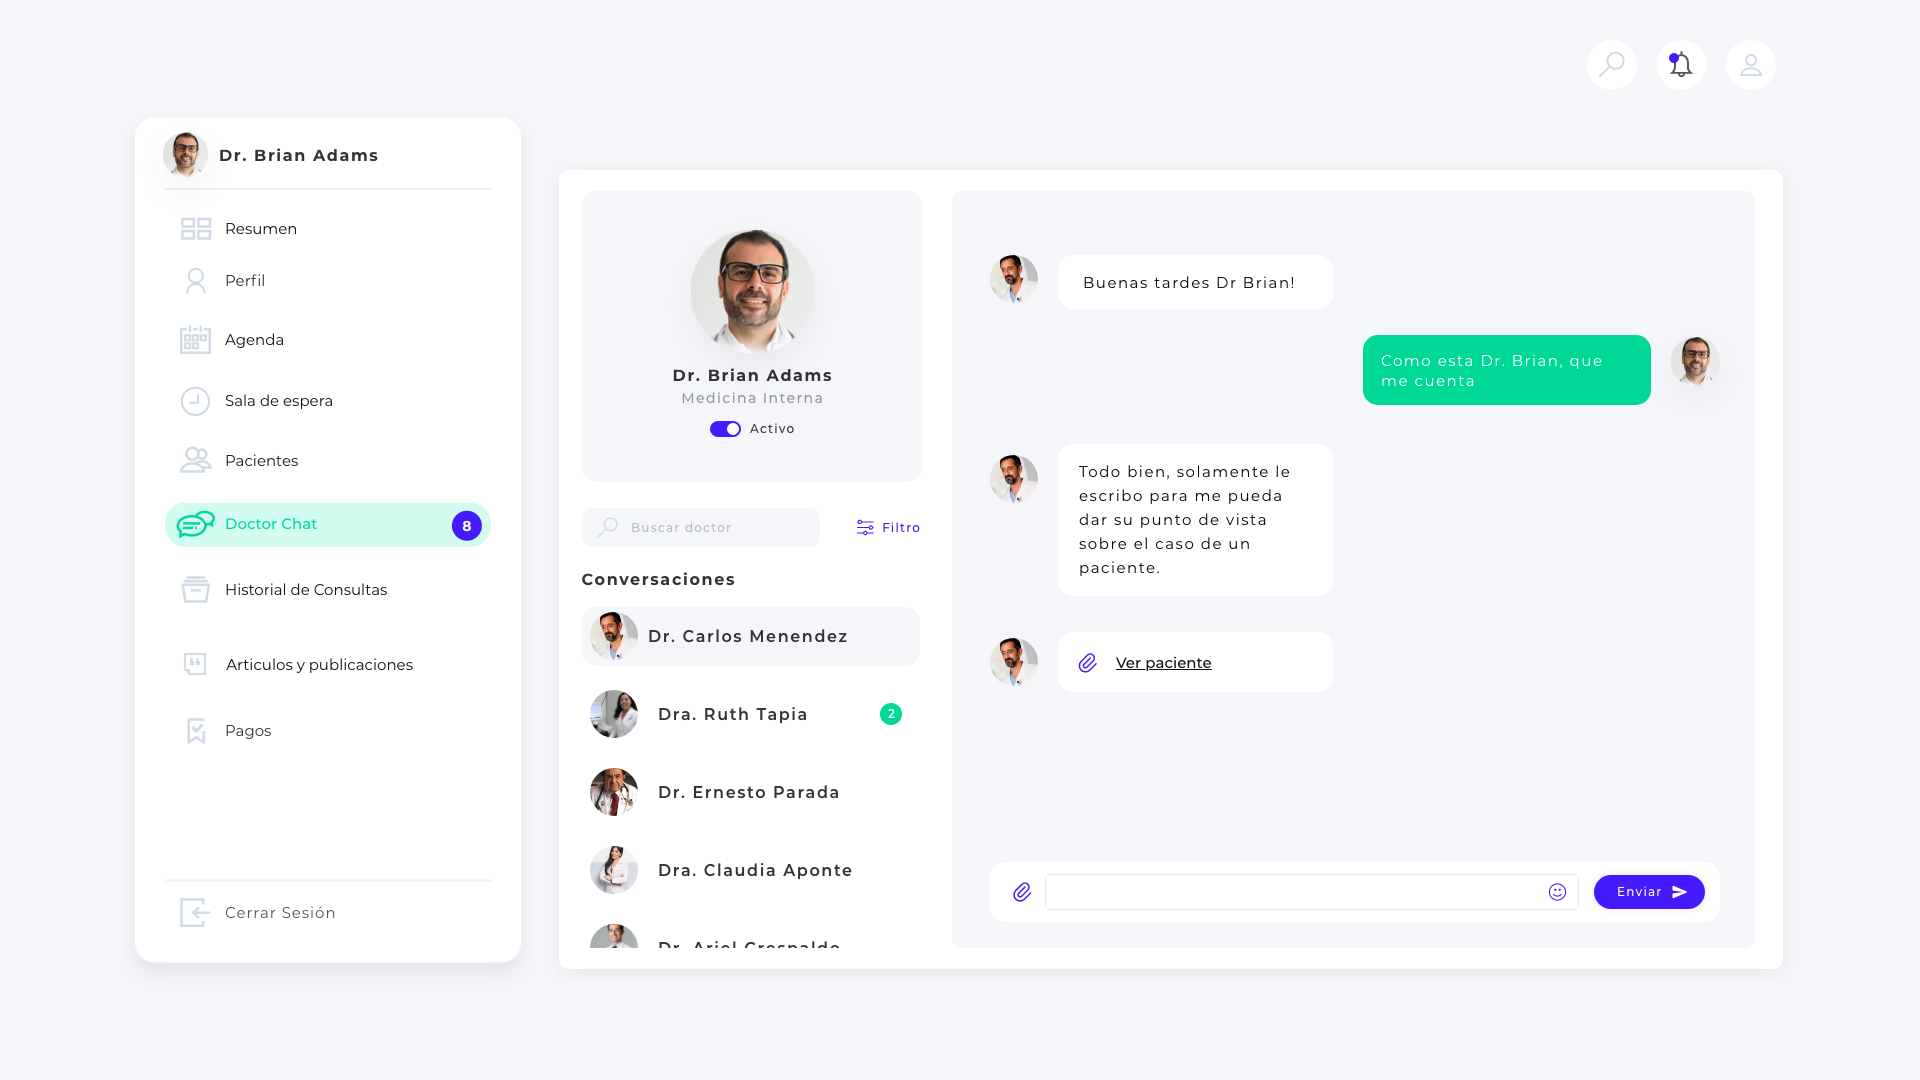 Dr. Brian Adams
Resumen
Perfil
Agenda
Sala de espera
Pacientes
Doctor Chat
8
Historial de Consultas
Articulos y publicaciones
Pagos
Cerrar Sesión
Dr. Brian Adams
Medicina Interna
Activo
Buscar doctor
Filtro
Conversaciones
Dr. Carlos Menendez
Dra. Ruth Tapia
2
Dr. Ernesto Parada
Dra. Claudia Aponte
Dr. Ariel Crespaldo
Buenas tardes Dr Brian!
Como esta Dr. Brian, que
me cuenta
Todo bien, solamente le
escribo para me pueda
dar su punto de vista
sobre el caso de un
paciente.
Ver paciente
Enviar